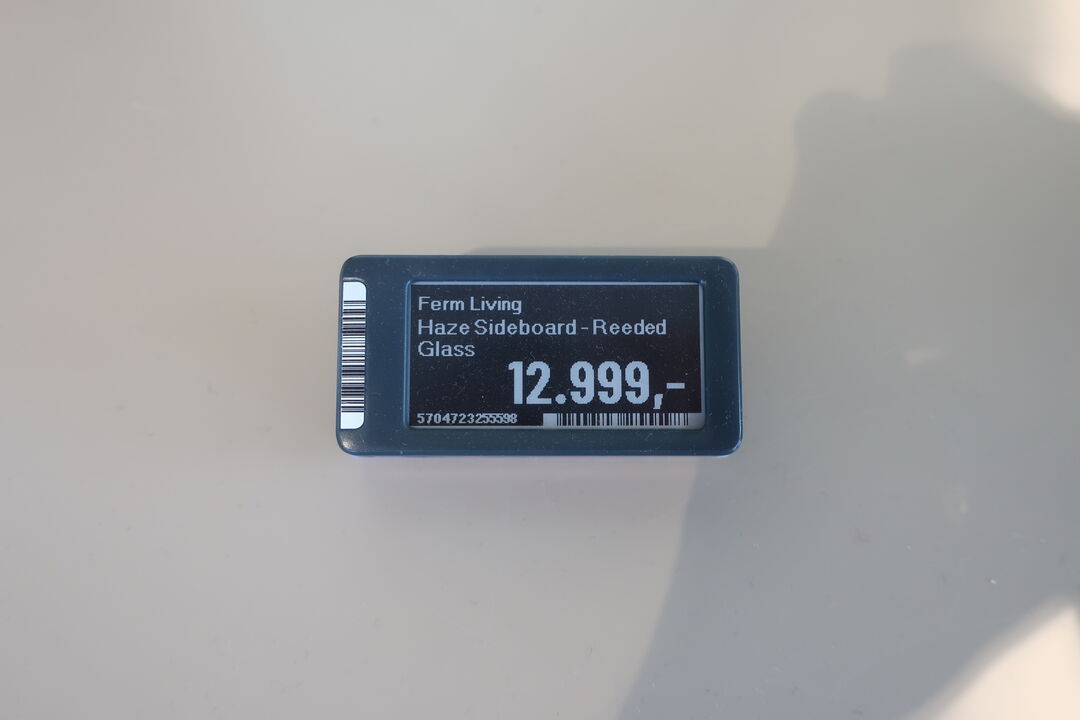 Ferm Living
Haze Sideboard - Reeded
Glass
12.999,-
5704723255598